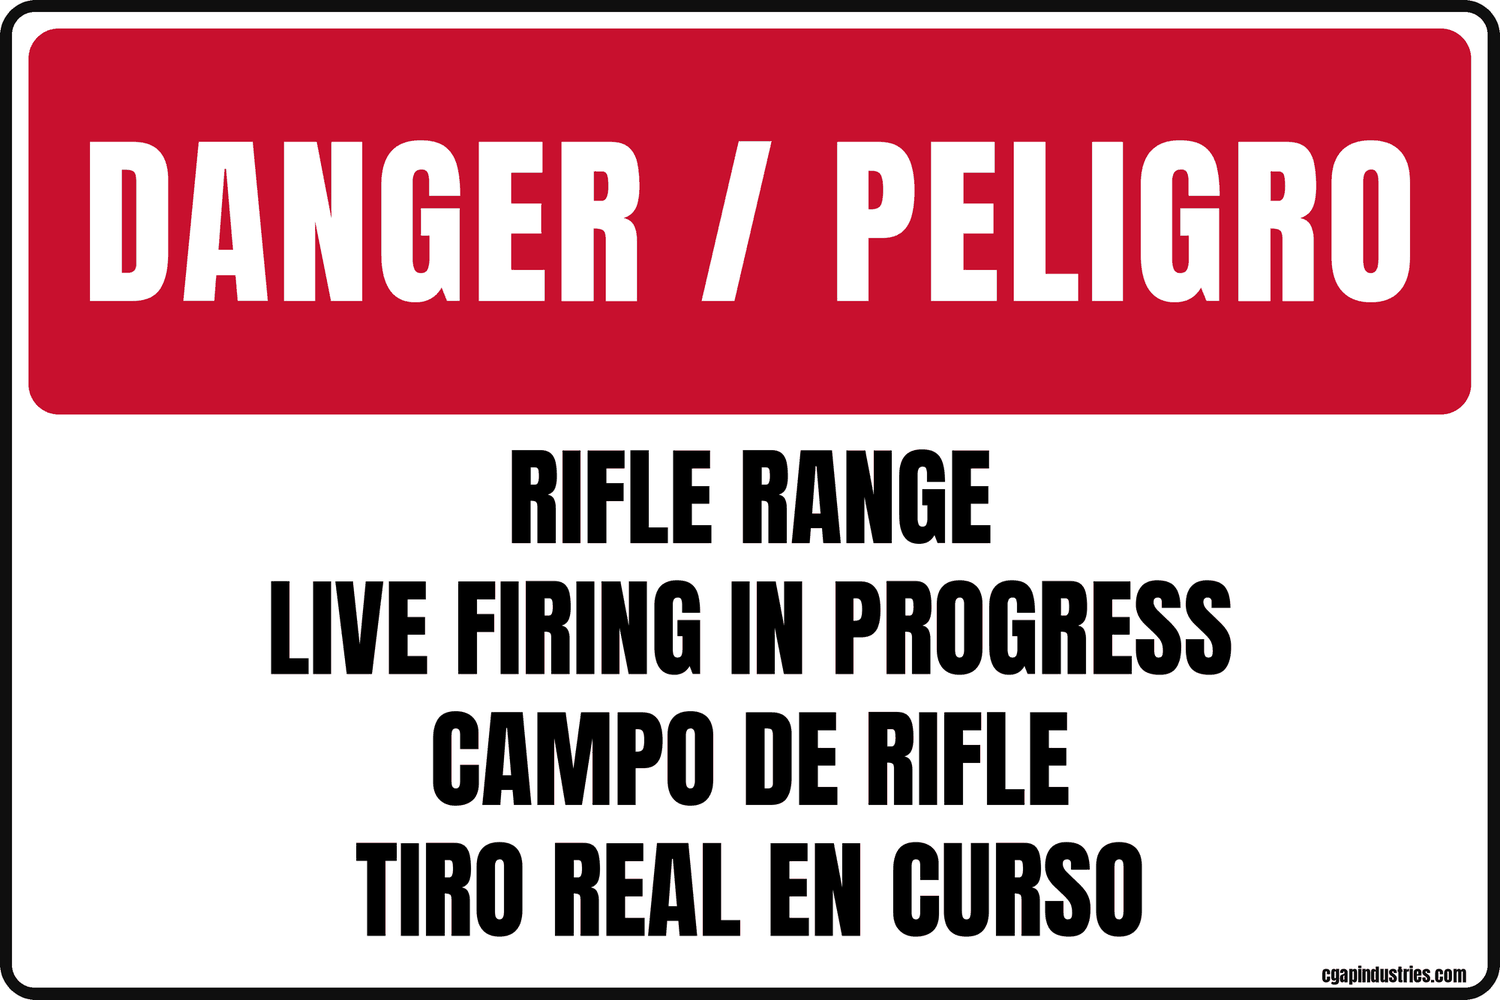 DANGER / PELIGRO
RIFLE RANGE
LIVE FIRING IN PROGRESS
CAMPO DE RIFLE
TIRO REAL EN CURSO
cgapindustries.com